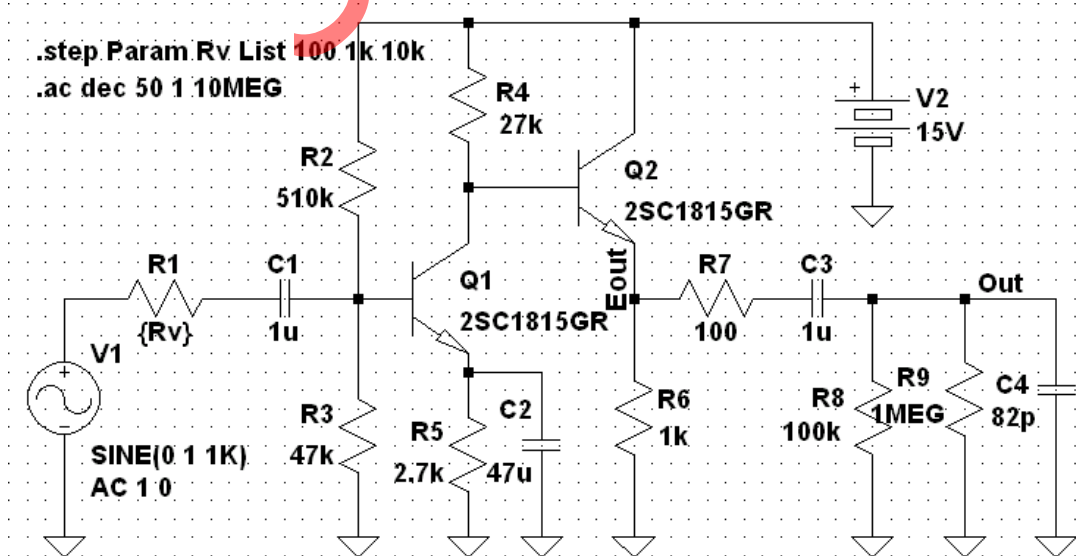 .step Param Rv List 100 1k 10k
.ac dec 50 1 10MEG
R4
27k
+
V2
15V
R2
510k
Q2
2SC1815GR
R1
{Rv}
C1
1u
Q1
2SC1815GR
Eout
R7
100
C3
1u
Out
V1
+
SINE(0 1 1K)
AC 1 0
R3
47k
R5
2.7k
C2
47u
R6
1k
R8
100k
R9
1MEG
C4
82p